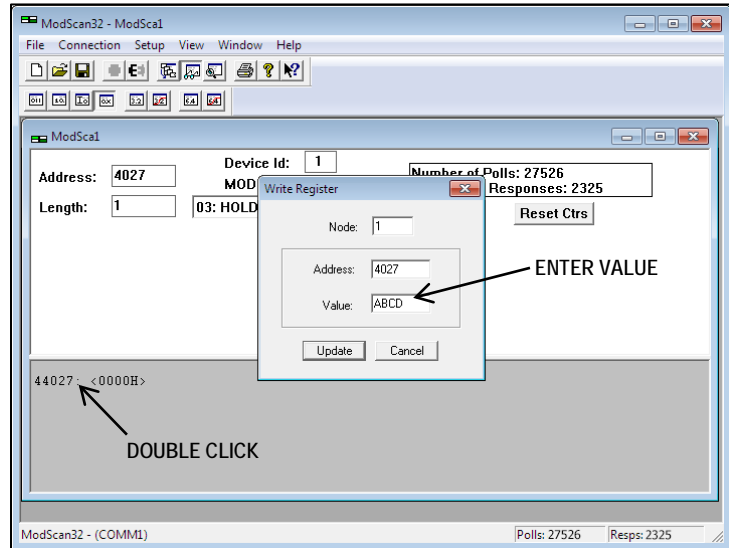 ModScan32 - ModSca1
File Connection Setup View Window Help
ModSca1
Address: 4027
Device Id: 1
MOD
Number of Polls: 27526
Responses: 2325
Length: 1
03: HOLD
Reset Ctrs
Write Register
Node: 1
Address: 4027
Value: ABCD
Update Cancel
ENTER VALUE
44027: <0000H>
DOUBLE CLICK
ModScan32 - (COMM1) Polls: 27526 Resps: 2325